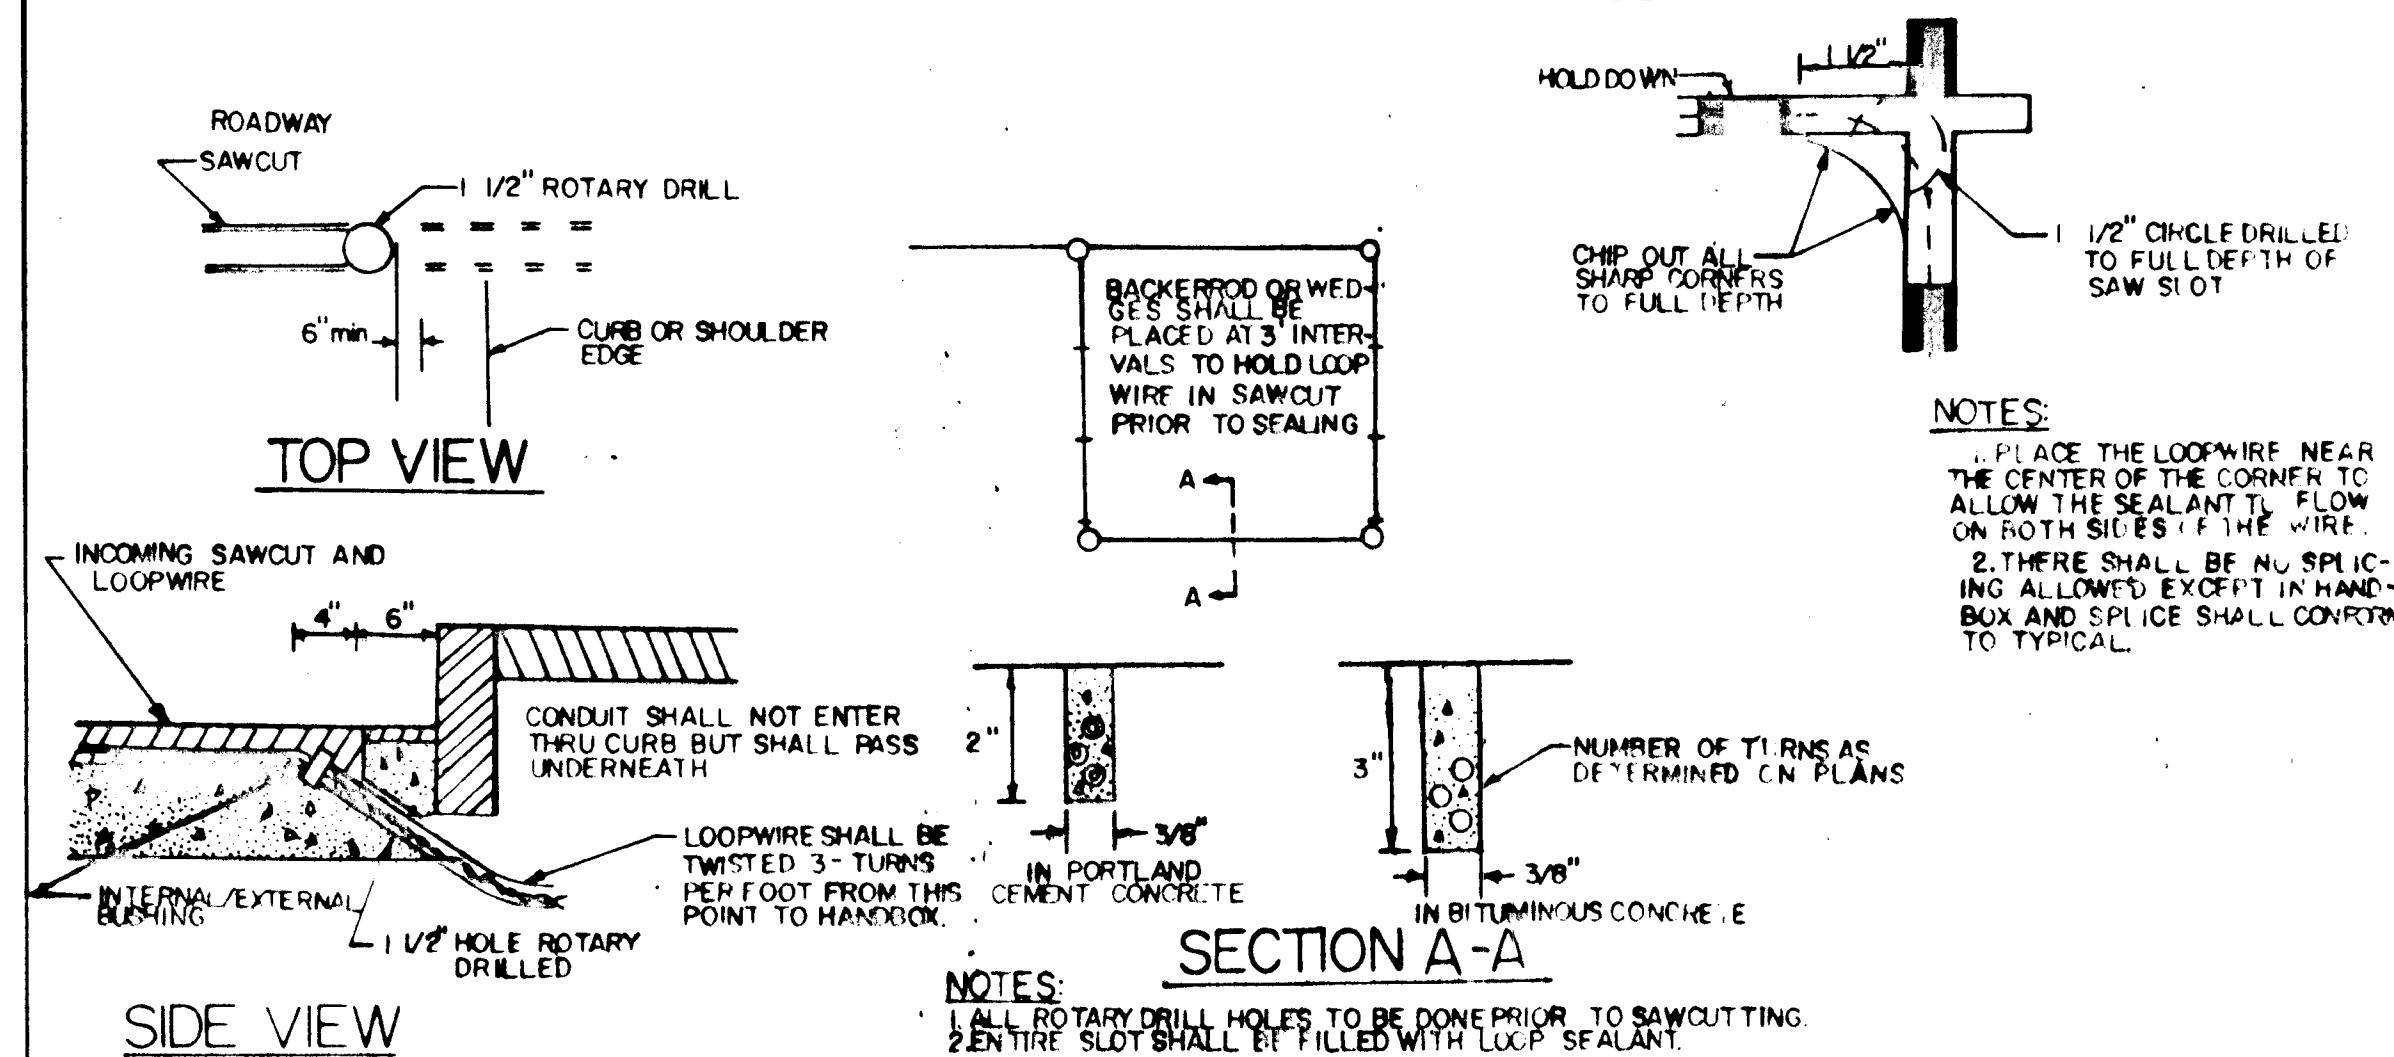 ROADWAY
SAWCUT
1 1/2" ROTARY DRILL
6" min
CURB OR SHOULDER
EDGE
TOP VIEW
BACKERROD OR WED-
GES SHALL BE
PLACED AT 3' INTER-
VALS TO HOLD LOOP
WIRE IN SAWCUT
PRIOR TO SEALING
A
A
HOLD DOWN
1 1/2"
CHIP OUT ALL
SHARP CORNERS
TO FULL DEPTH
1 1/2" CIRCLE DRILLED
TO FULL DEPTH OF
SAW SLOT
NOTES:
1. PLACE THE LOOPWIRE NEAR
THE CENTER OF THE CORNER TO
ALLOW THE SEALANT TO FLOW
ON BOTH SIDES OF THE WIRE.
2. THERE SHALL BE NO SPLIC-
ING ALLOWED EXCEPT IN HAND-
BOX AND SPLICE SHALL CONFORM
TO TYPICAL.
INCOMING SAWCUT AND
LOOPWIRE
4"
6"
CONDUIT SHALL NOT ENTER
THRU CURB BUT SHALL PASS
UNDERNEATH
LOOPWIRE SHALL BE
TWISTED 3-TURNS
PER FOOT FROM THIS
POINT TO HANDBOX.
INTERNAL/EXTERNAL
BUSHING
1 1/2" HOLE ROTARY
DRILLED
SIDE VIEW
2"
3/8"
IN PORTLAND
CEMENT CONCRETE
3"
NUMBER OF TURNS AS
DETERMINED ON PLANS
3/8"
IN BITUMINOUS CONCRETE
SECTION A-A
NOTES:
1. ALL ROTARY DRILL HOLES TO BE DONE PRIOR TO SAWCUTTING.
2. ENTIRE SLOT SHALL BE FILLED WITH LOOP SEALANT.